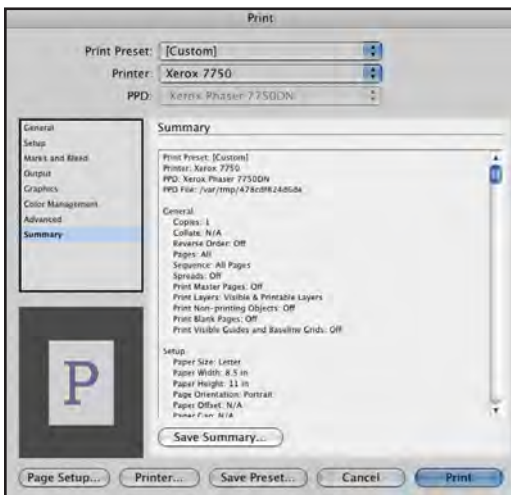 Print
Print Preset: [Custom]
Printer: Xerox 7750
PPD: Xerox Phaser 7750DN
General
Setup
Marks and Bleed
Output
Graphics
Color Management
Advanced
Summary
Summary
Print Preset: [Custom]
Printer: Xerox 7750
PPD: Xerox Phaser 7750DN
PPD File: /var/tmp/478cdf824d6de
General
Copies: 1
Collate: N/A
Reverse Order: Off
Pages: All
Sequence: All Pages
Spreads: Off
Print Master Pages: Off
Print Layers: Visible & Printable Layers
Print Non-printing Objects: Off
Print Blank Pages: Off
Print Visible Guides and Baseline Grids: Off
Setup
Paper Size: Letter
Paper Width: 8.5 in
Paper Height: 11 in
Page Orientation: Portrait
Paper Offset: N/A
Paper Gap: N/A
P
Save Summary...
Page Setup...
Printer...
Save Preset...
Cancel
Print